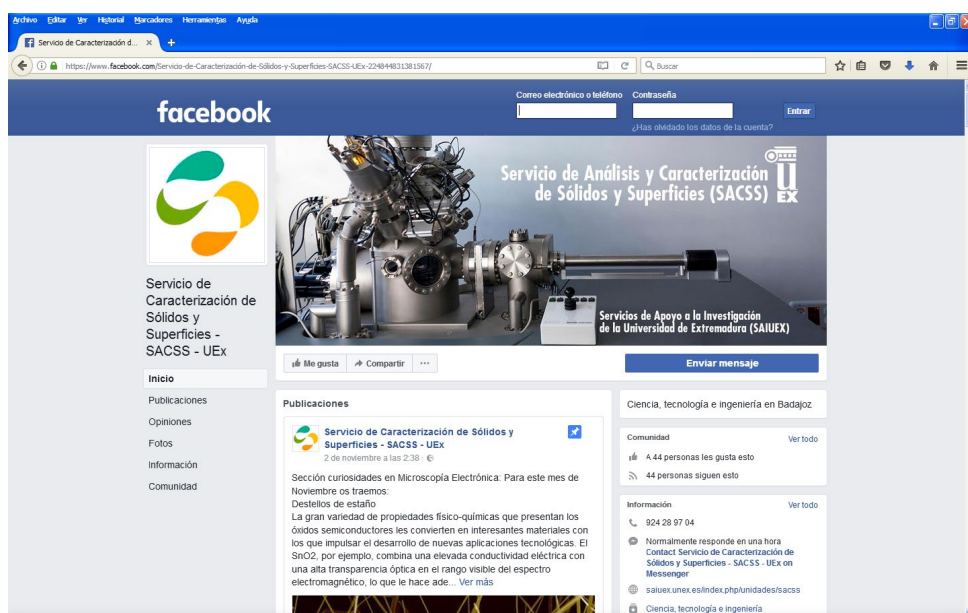 Archivo Editar Ver Historial Marcadores Herramientas Ayuda
Servicio de Caracterización d... × +
https://www.facebook.com/Servicio-de-Caracterización-de-Sólidos-y-Superficies-SACSS-UEx-224844831381567/
Buscar
facebook
Correo electrónico o teléfono
Contraseña
Entrar
¿Has olvidado los datos de la cuenta?
Servicio de Análisis y Caracterización
de Sólidos y Superficies (SACSS)
UEX
Servicios de Apoyo a la Investigación
de la Universidad de Extremadura (SAIUEX)
Servicio de
Caracterización de
Sólidos y
Superficies -
SACSS - UEx
Inicio
Publicaciones
Opiniones
Fotos
Información
Comunidad
Me gusta Compartir ...
Enviar mensaje
Publicaciones
Servicio de Caracterización de Sólidos y
Superficies - SACSS - UEx
2 de noviembre a las 2:38 ·
Sección curiosidades en Microscopía Electrónica: Para este mes de
Noviembre os traemos:
Destellos de estaño
La gran variedad de propiedades físico-químicas que presentan los
óxidos semiconductores les convierten en interesantes materiales con
los que impulsar el desarrollo de nuevas aplicaciones tecnológicas. El
SnO2, por ejemplo, combina una elevada conductividad eléctrica con
una alta transparencia óptica en el rango visible del espectro
electromagnético, lo que le hace ade... Ver más
Ciencia, tecnología e ingeniería en Badajoz
Comunidad Ver todo
A 44 personas les gusta esto
44 personas siguen esto
Información Ver todo
924 28 97 04
Normalmente responde en una hora
Contact Servicio de Caracterización de
Sólidos y Superficies - SACSS - UEx on
Messenger
saiuex.unex.es/index.php/unidades/sacss
Ciencia, tecnología e ingeniería